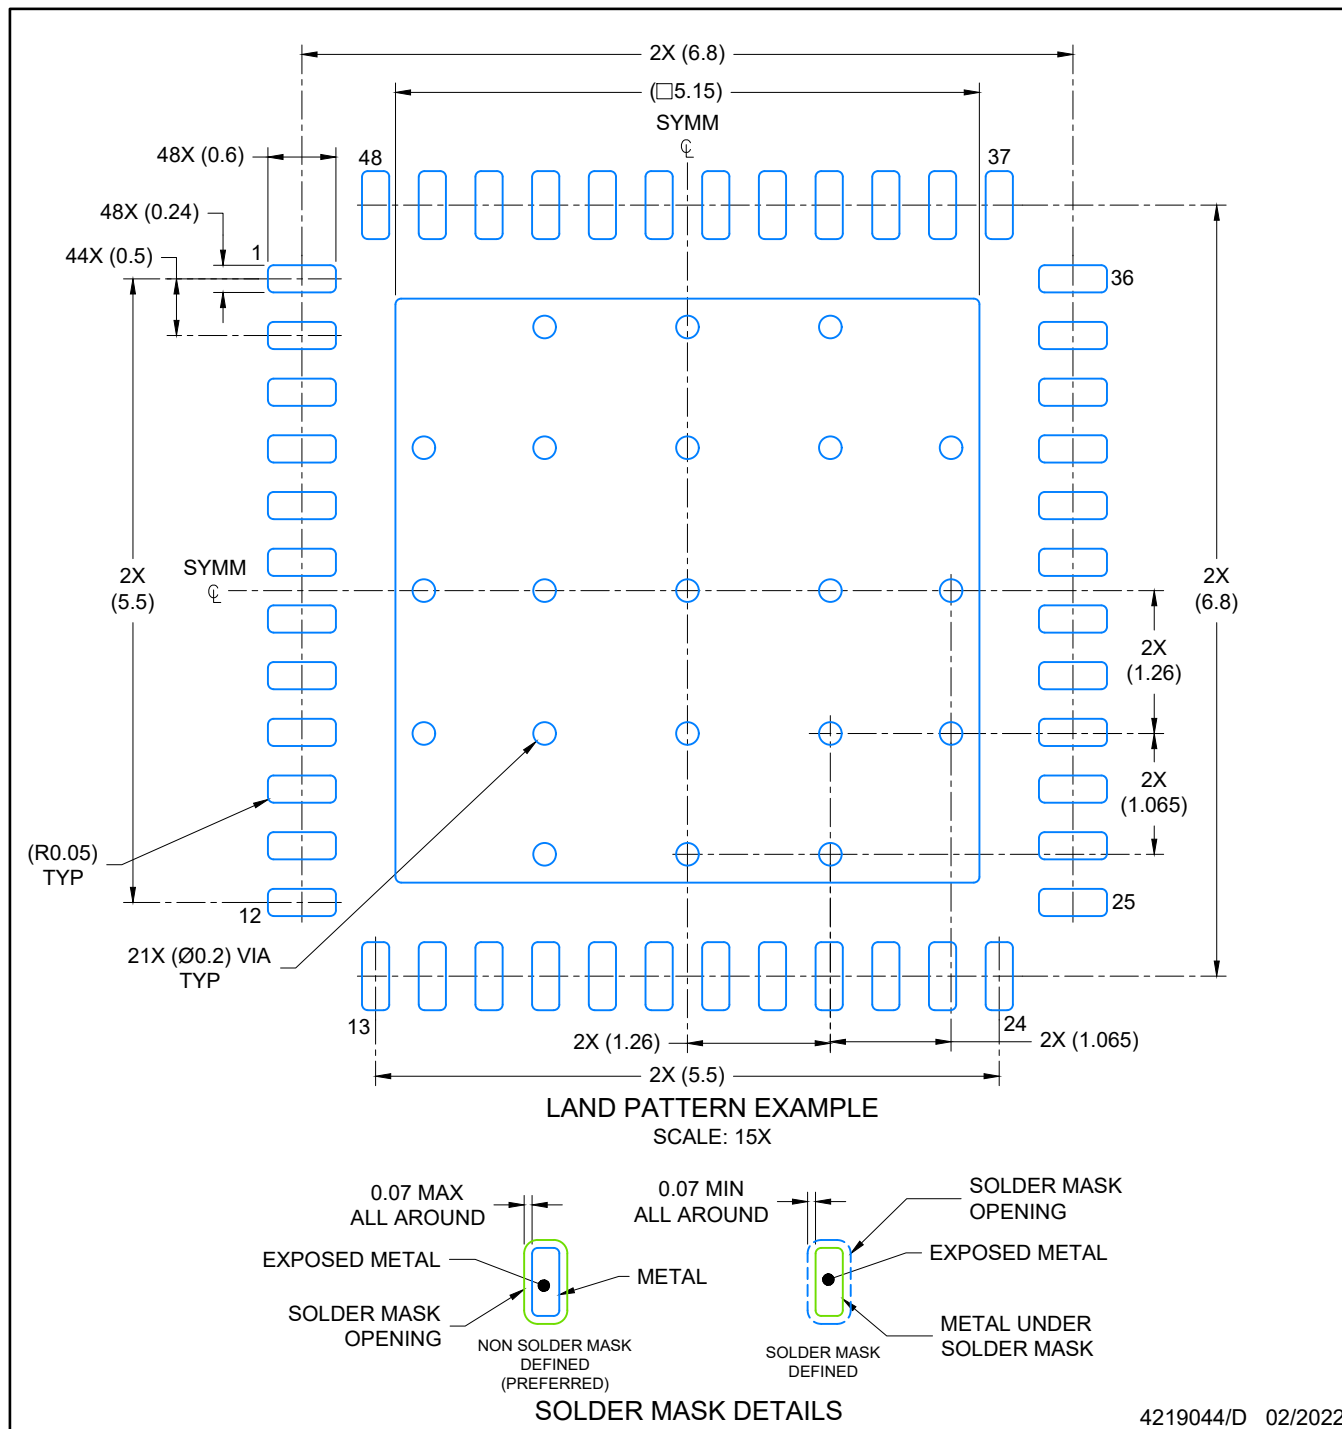 2X (6.8)
(□5.15)
SYMM
℄
48X (0.6)
48
37
48X (0.24)
44X (0.5)
1
36
SYMM
℄
2X
(5.5)
2X
(6.8)
2X
(1.26)
2X
(1.065)
(R0.05)
TYP
12
25
21X (Ø0.2) VIA
TYP
13
24
2X (1.26)
2X (1.065)
2X (5.5)
LAND PATTERN EXAMPLE
SCALE: 15X
0.07 MAX
ALL AROUND
0.07 MIN
ALL AROUND
SOLDER MASK
OPENING
EXPOSED METAL
EXPOSED METAL
METAL
SOLDER MASK
OPENING
METAL UNDER
SOLDER MASK
NON SOLDER MASK
DEFINED
(PREFERRED)
SOLDER MASK
DEFINED
SOLDER MASK DETAILS
4219044/D 02/2022